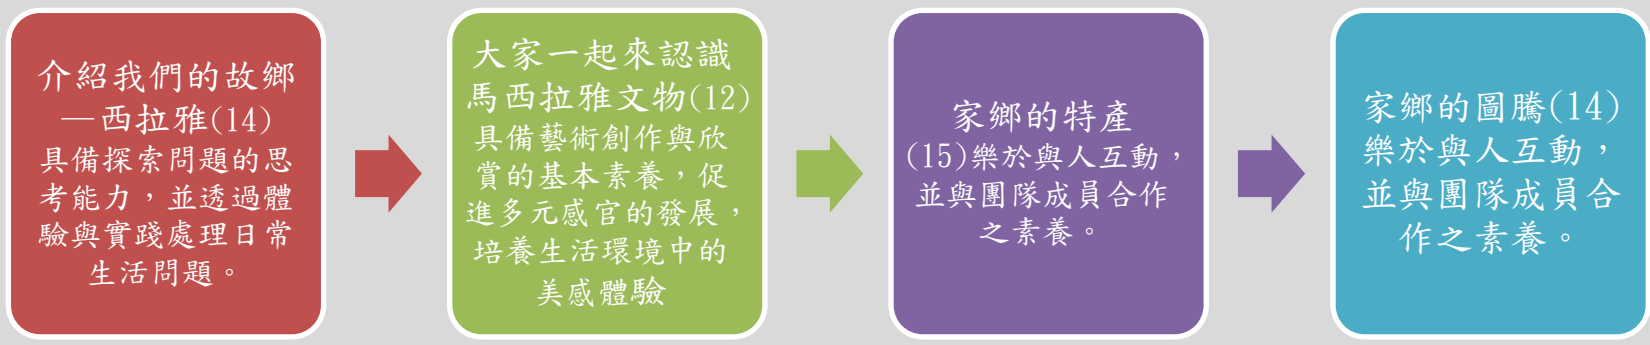 介紹我們的故鄉
—西拉雅(14)
具備探索問題的思
考能力，並透過體
驗與實踐處理日常
生活問題。
大家一起來認識
馬西拉雅文物(12)
具備藝術創作與欣
賞的基本素養，促
進多元感官的發展，
培養生活環境中的
美感體驗
家鄉的特產
(15)樂於與人互動，
並與團隊成員合作
之素養。
家鄉的圖騰(14)
樂於與人互動，
並與團隊成員合
作之素養。